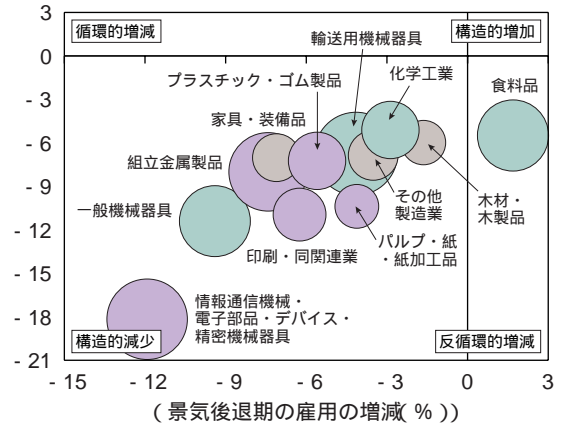 3
0
- 3
- 6
- 9
- 12
- 15
- 18
- 21
循環的増減
構造的増加
輸送用機械器具
プラスチック・ゴム製品
化学工業
食料品
家具・装備品
組立金属製品
一般機械器具
その他
製造業
木材・
木製品
印刷・同関連業
パルプ・紙
・紙加工品
情報通信機械・
電子部品・デバイス・
精密機械器具
構造的減少
反循環的増減
- 15
- 12
- 9
- 6
- 3
0
3
(景気後退期の雇用の増減(%))